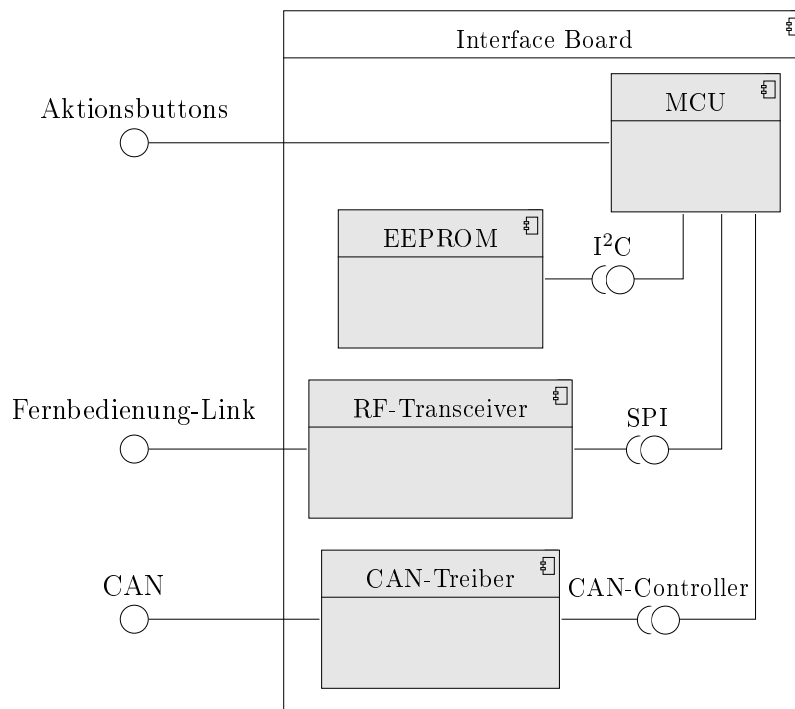 Interface Board
MCU
Aktionsbuttons
EEPROM
I²C
Fernbedienung-Link
RF-Transceiver
SPI
CAN
CAN-Treiber
CAN-Controller